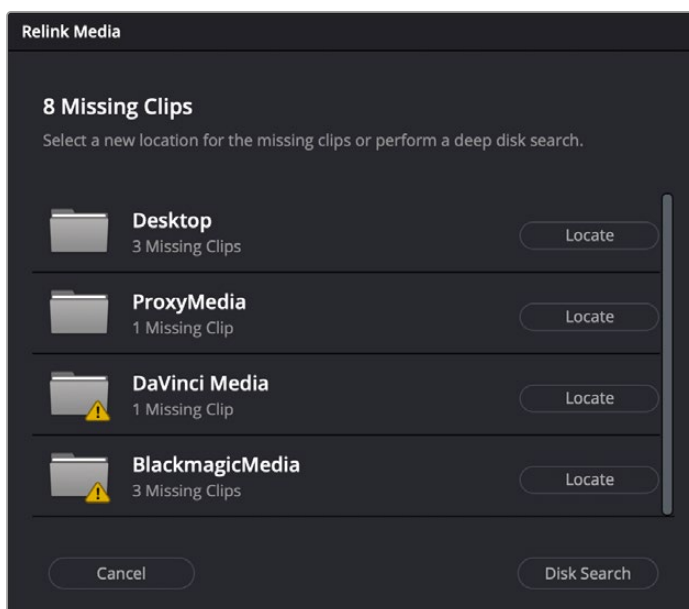 Relink Media
8 Missing Clips
Select a new location for the missing clips or perform a deep disk search.
Desktop
3 Missing Clips
Locate
ProxyMedia
1 Missing Clip
Locate
DaVinci Media
1 Missing Clip
Locate
BlackmagicMedia
3 Missing Clips
Locate
Cancel
Disk Search